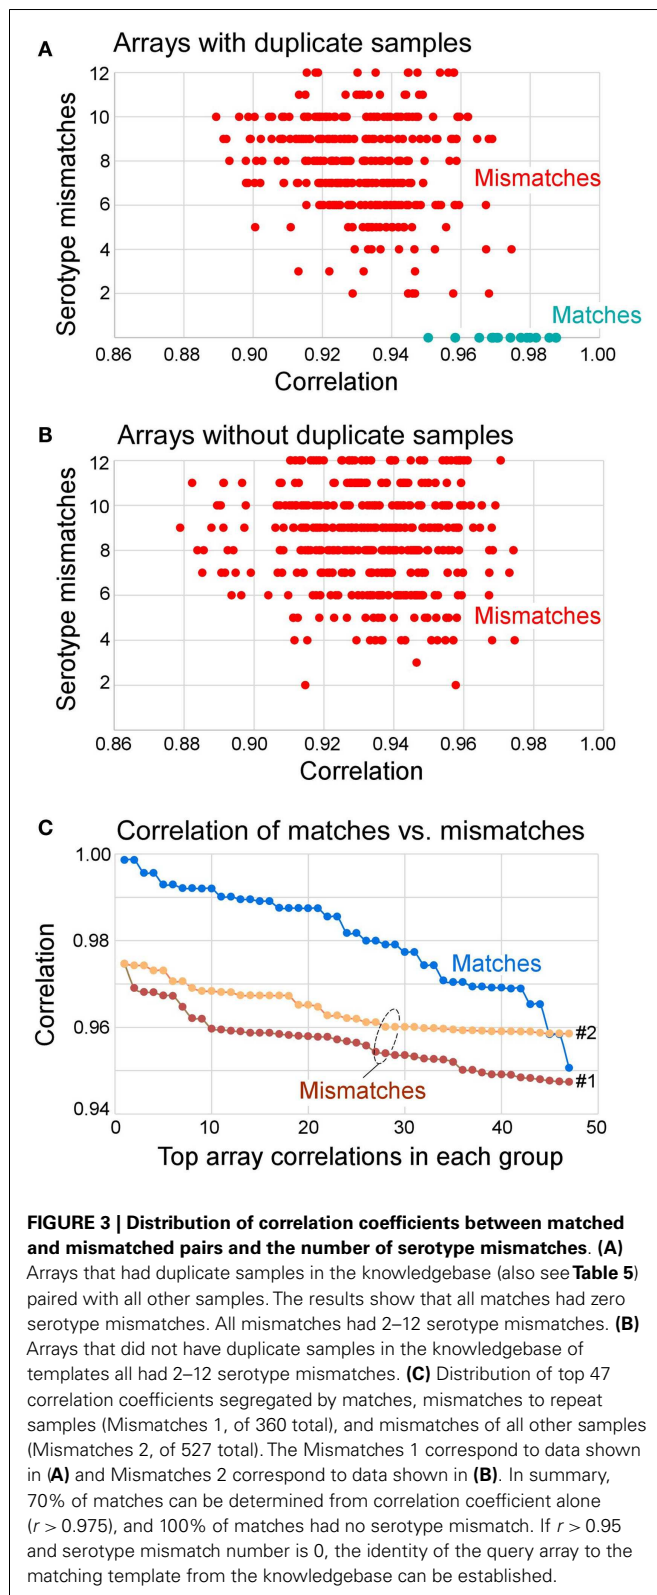 A
Arrays with duplicate samples
Serotype mismatches
12
10
8
6
4
2
Mismatches
Matches
0.86 0.88 0.90 0.92 0.94 0.96 0.98 1.00
Correlation
B
Arrays without duplicate samples
Serotype mismatches
12
10
8
6
4
2
Mismatches
0.86 0.88 0.90 0.92 0.94 0.96 0.98 1.00
Correlation
C
Correlation of matches vs. mismatches
Correlation
1.00
0.98
0.96
0.94
Matches
#2
Mismatches
#1
0 10 20 30 40 50
Top array correlations in each group
FIGURE 3 | Distribution of correlation coefficients between matched
and mismatched pairs and the number of serotype mismatches. (A)
Arrays that had duplicate samples in the knowledgebase (also see Table 5)
paired with all other samples. The results show that all matches had zero
serotype mismatches. All mismatches had 2–12 serotype mismatches. (B)
Arrays that did not have duplicate samples in the knowledgebase of
templates all had 2–12 serotype mismatches. (C) Distribution of top 47
correlation coefficients segregated by matches, mismatches to repeat
samples (Mismatches 1, of 360 total), and mismatches of all other samples
(Mismatches 2, of 527 total). The Mismatches 1 correspond to data shown
in (A) and Mismatches 2 correspond to data shown in (B). In summary,
70% of matches can be determined from correlation coefficient alone
(r > 0.975), and 100% of matches had no serotype mismatch. If r > 0.95
and serotype mismatch number is 0, the identity of the query array to the
matching template from the knowledgebase can be established.